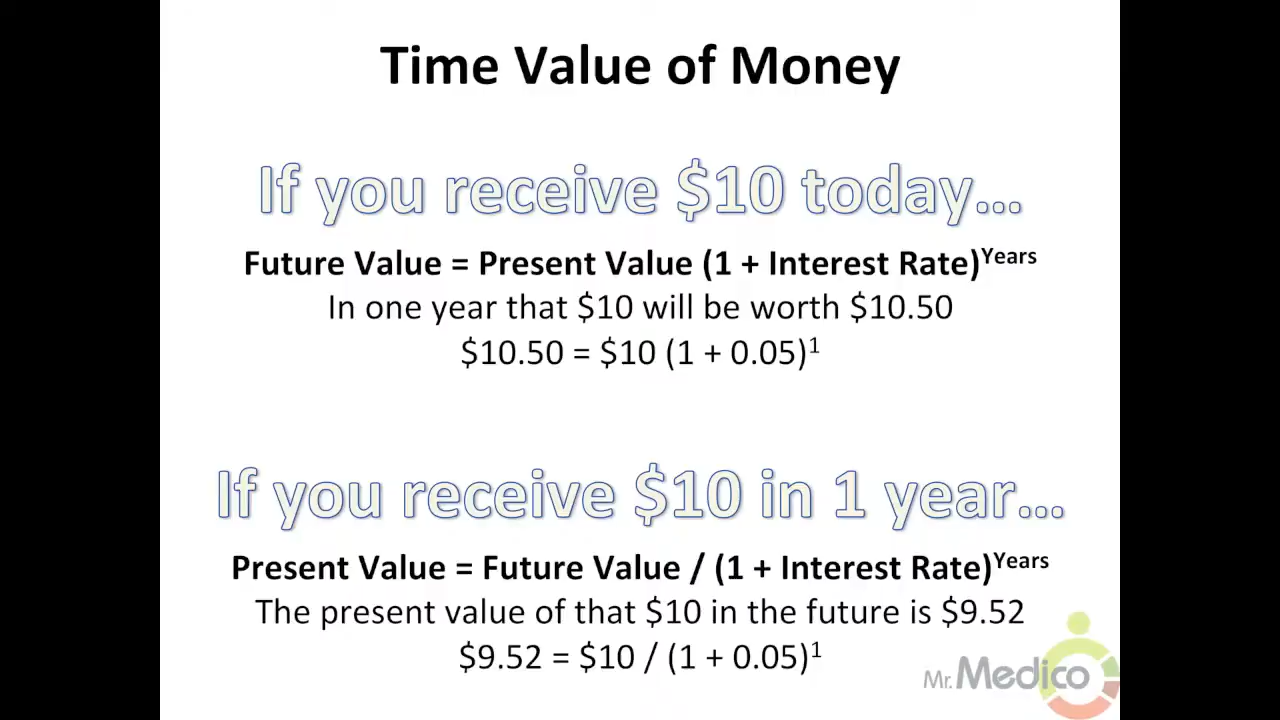 Time Value of Money
If you receive $10 today...
Future Value = Present Value (1 + Interest Rate)^Years
In one year that $10 will be worth $10.50
$10.50 = $10 (1 + 0.05)^1
If you receive $10 in 1 year...
Present Value = Future Value / (1 + Interest Rate)^Years
The present value of that $10 in the future is $9.52
$9.52 = $10 / (1 + 0.05)^1
Mr. Medico